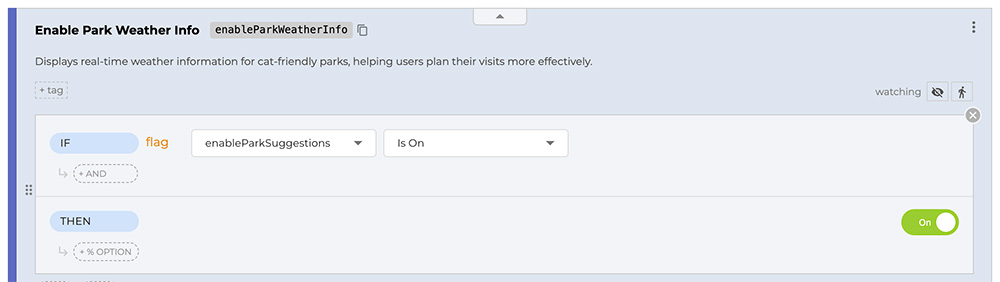 Enable Park Weather Info enableParkWeatherInfo
Displays real-time weather information for cat-friendly parks, helping users plan their visits more effectively.
+ tag watching
IF flag enableParkSuggestions Is On
+ AND
THEN On
+ % OPTION